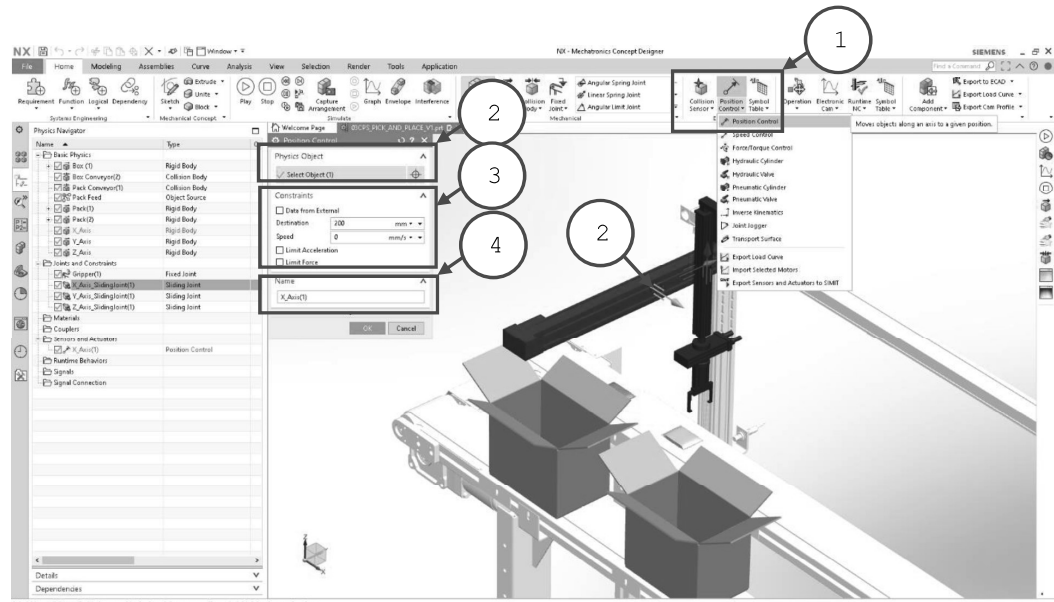 1
NX
Window
NX - Mechatronics Concept Designer
SIEMENS
File Home Modeling Assemblies Curve Analysis View Selection Render Tools Application
Find a Command
Requirement Function Logical Dependency
Systems Engineering
Sketch
Extrude
Unite
Block
Mechanical Concept
Play Stop
Capture Arrangement
Graph Envelope Interference
Simulate
Fixed Joint
Angular Spring Joint
Linear Spring Joint
Angular Limit Joint
Mechanical
Collision Sensor
Position Control
Symbol Table
Operation
Electronic Cam
Runtime NC
Symbol Table
Add Component
Export to ECAD
Export Load Curve
Export Cam Profile
Position Control
Moves objects along an axis to a given position.
Speed Control
Force/Torque Control
Hydraulic Cylinder
Hydraulic Valve
Pneumatic Cylinder
Pneumatic Valve
Inverse Kinematics
Joint Jogger
Transport Surface
Export Load Curve
Import Selected Motors
Export Sensors and Actuators to SIMIT
Physics Navigator
Name Type
Basic Physics
Box (1) Rigid Body
Box Conveyor(2) Collision Body
Pack Conveyor(1) Collision Body
Pack Feed Object Source
Pack(1) Rigid Body
Pack(2) Rigid Body
X_Axis Rigid Body
Y_Axis Rigid Body
Z_Axis Rigid Body
Joints and Constraints
Gripper(1) Fixed Joint
X_Axis_SlidingJoint(1) Sliding Joint
Y_Axis_SlidingJoint(1) Sliding Joint
Z_Axis_SlidingJoint(1) Sliding Joint
Materials
Couplers
Sensors and Actuators
X_Axis(1) Position Control
Runtime Behaviors
Signals
Signal Connection
Details
Dependencies
Welcome Page
Position Control
2
Physics Object
Select Object (1)
3
Constraints
Data from External
Destination 200 mm
Speed 0 mm/s
Limit Acceleration
Limit Force
4
Name
X_Axis(1)
OK Cancel
2
Z
X